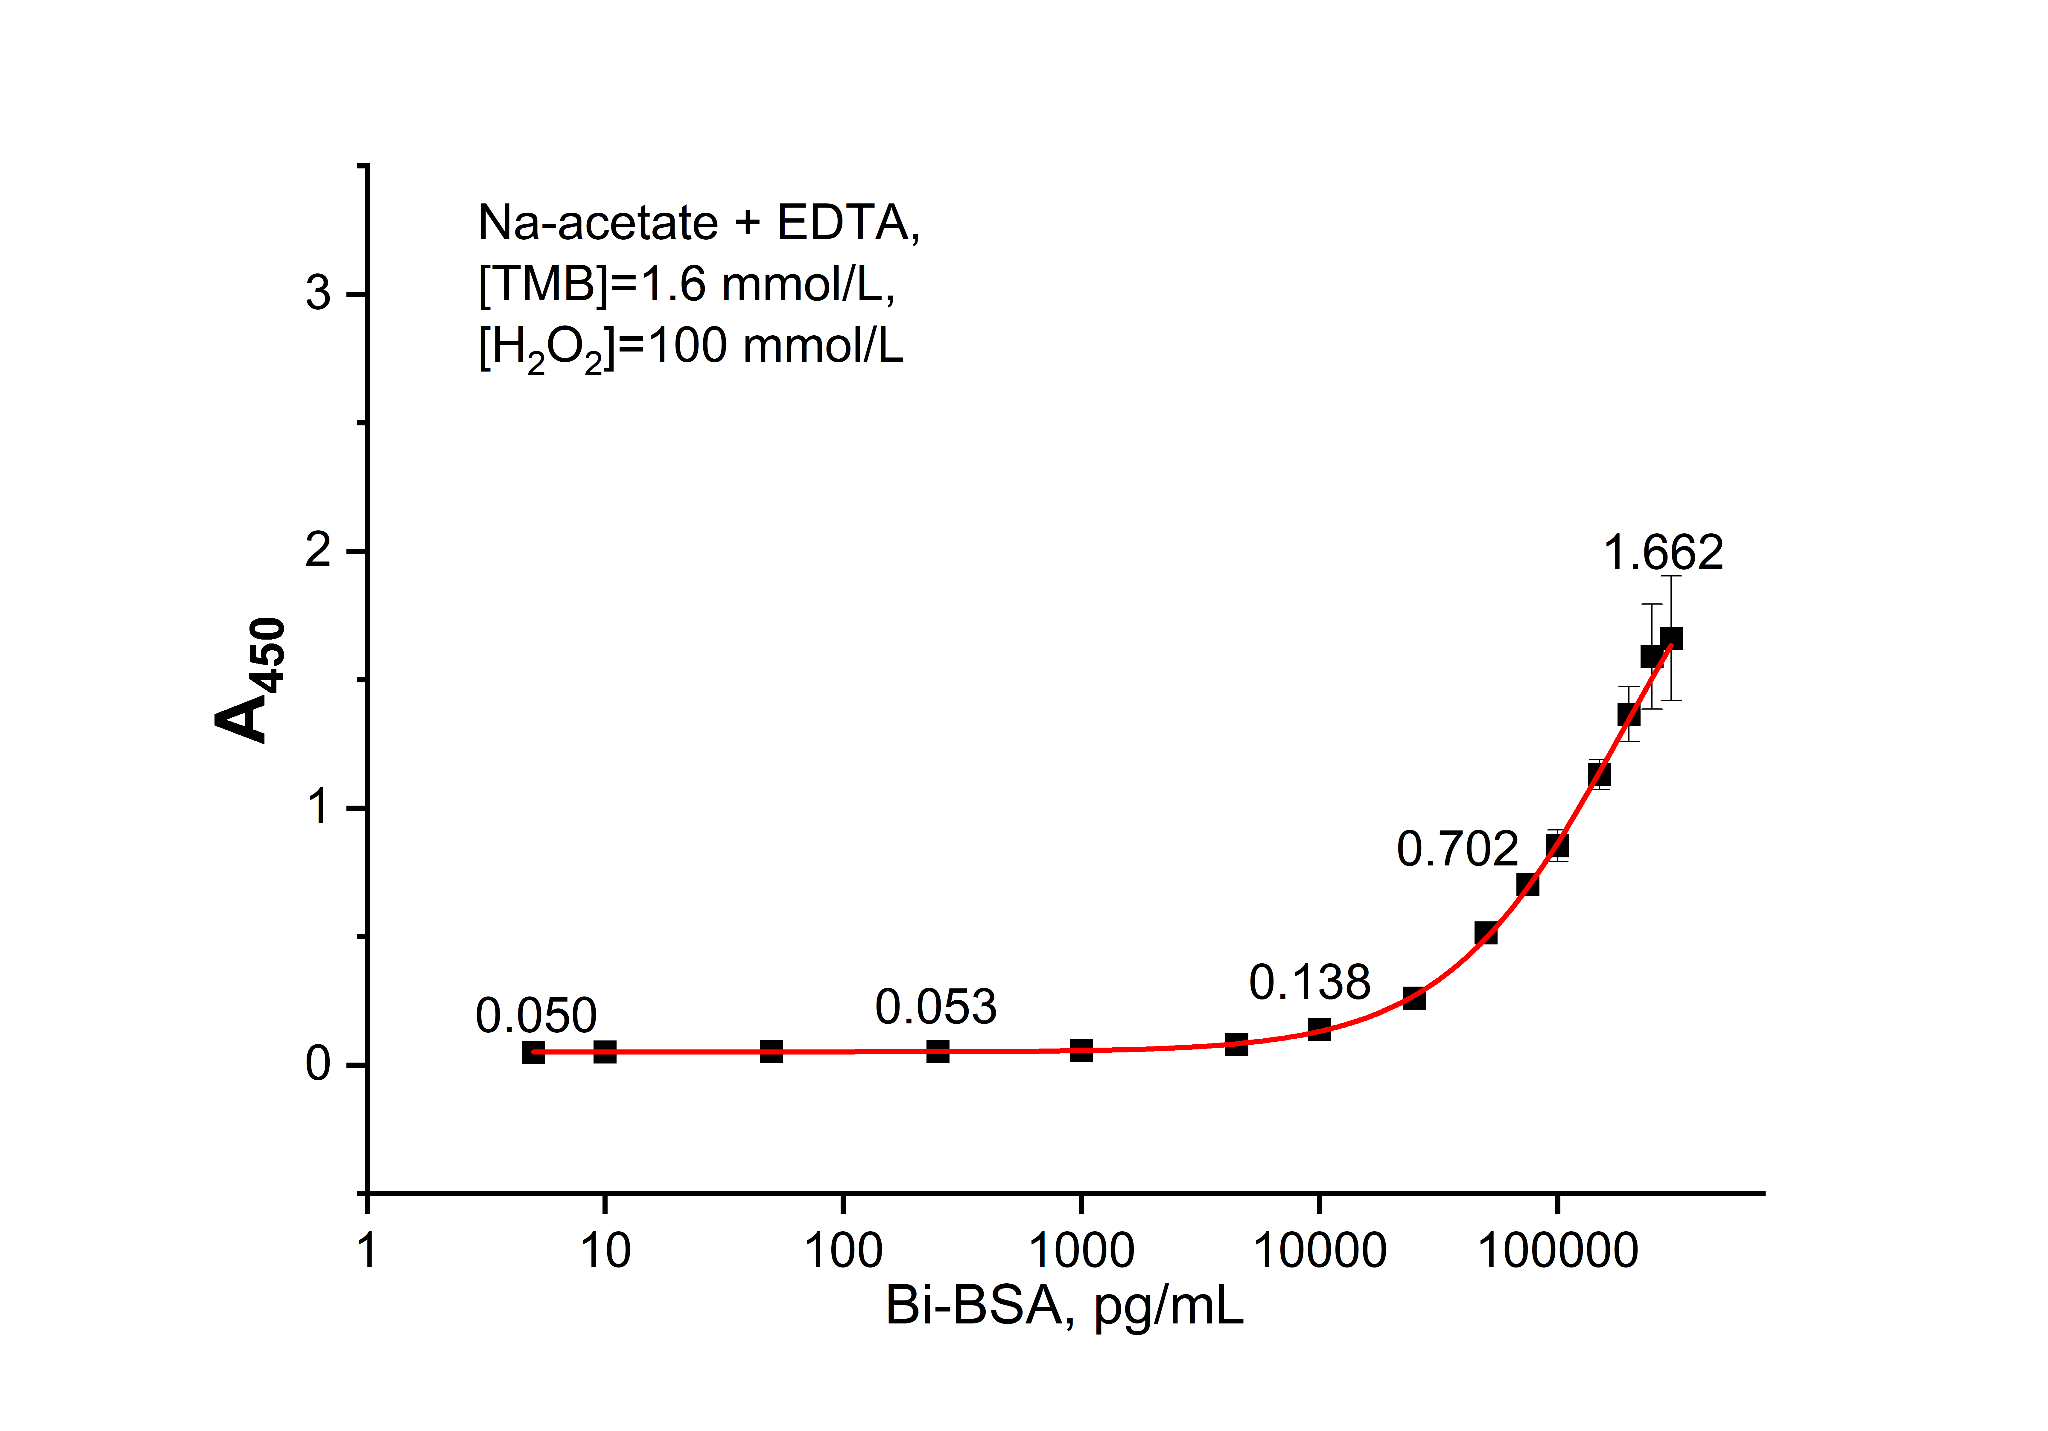 Na-acetate + EDTA,
[TMB]=1.6 mmol/L,
[H₂O₂]=100 mmol/L
3
2
1
0
A₄₅₀
1.662
0.702
0.138
0.053
0.050
1 10 100 1000 10000 100000
Bi-BSA, pg/mL